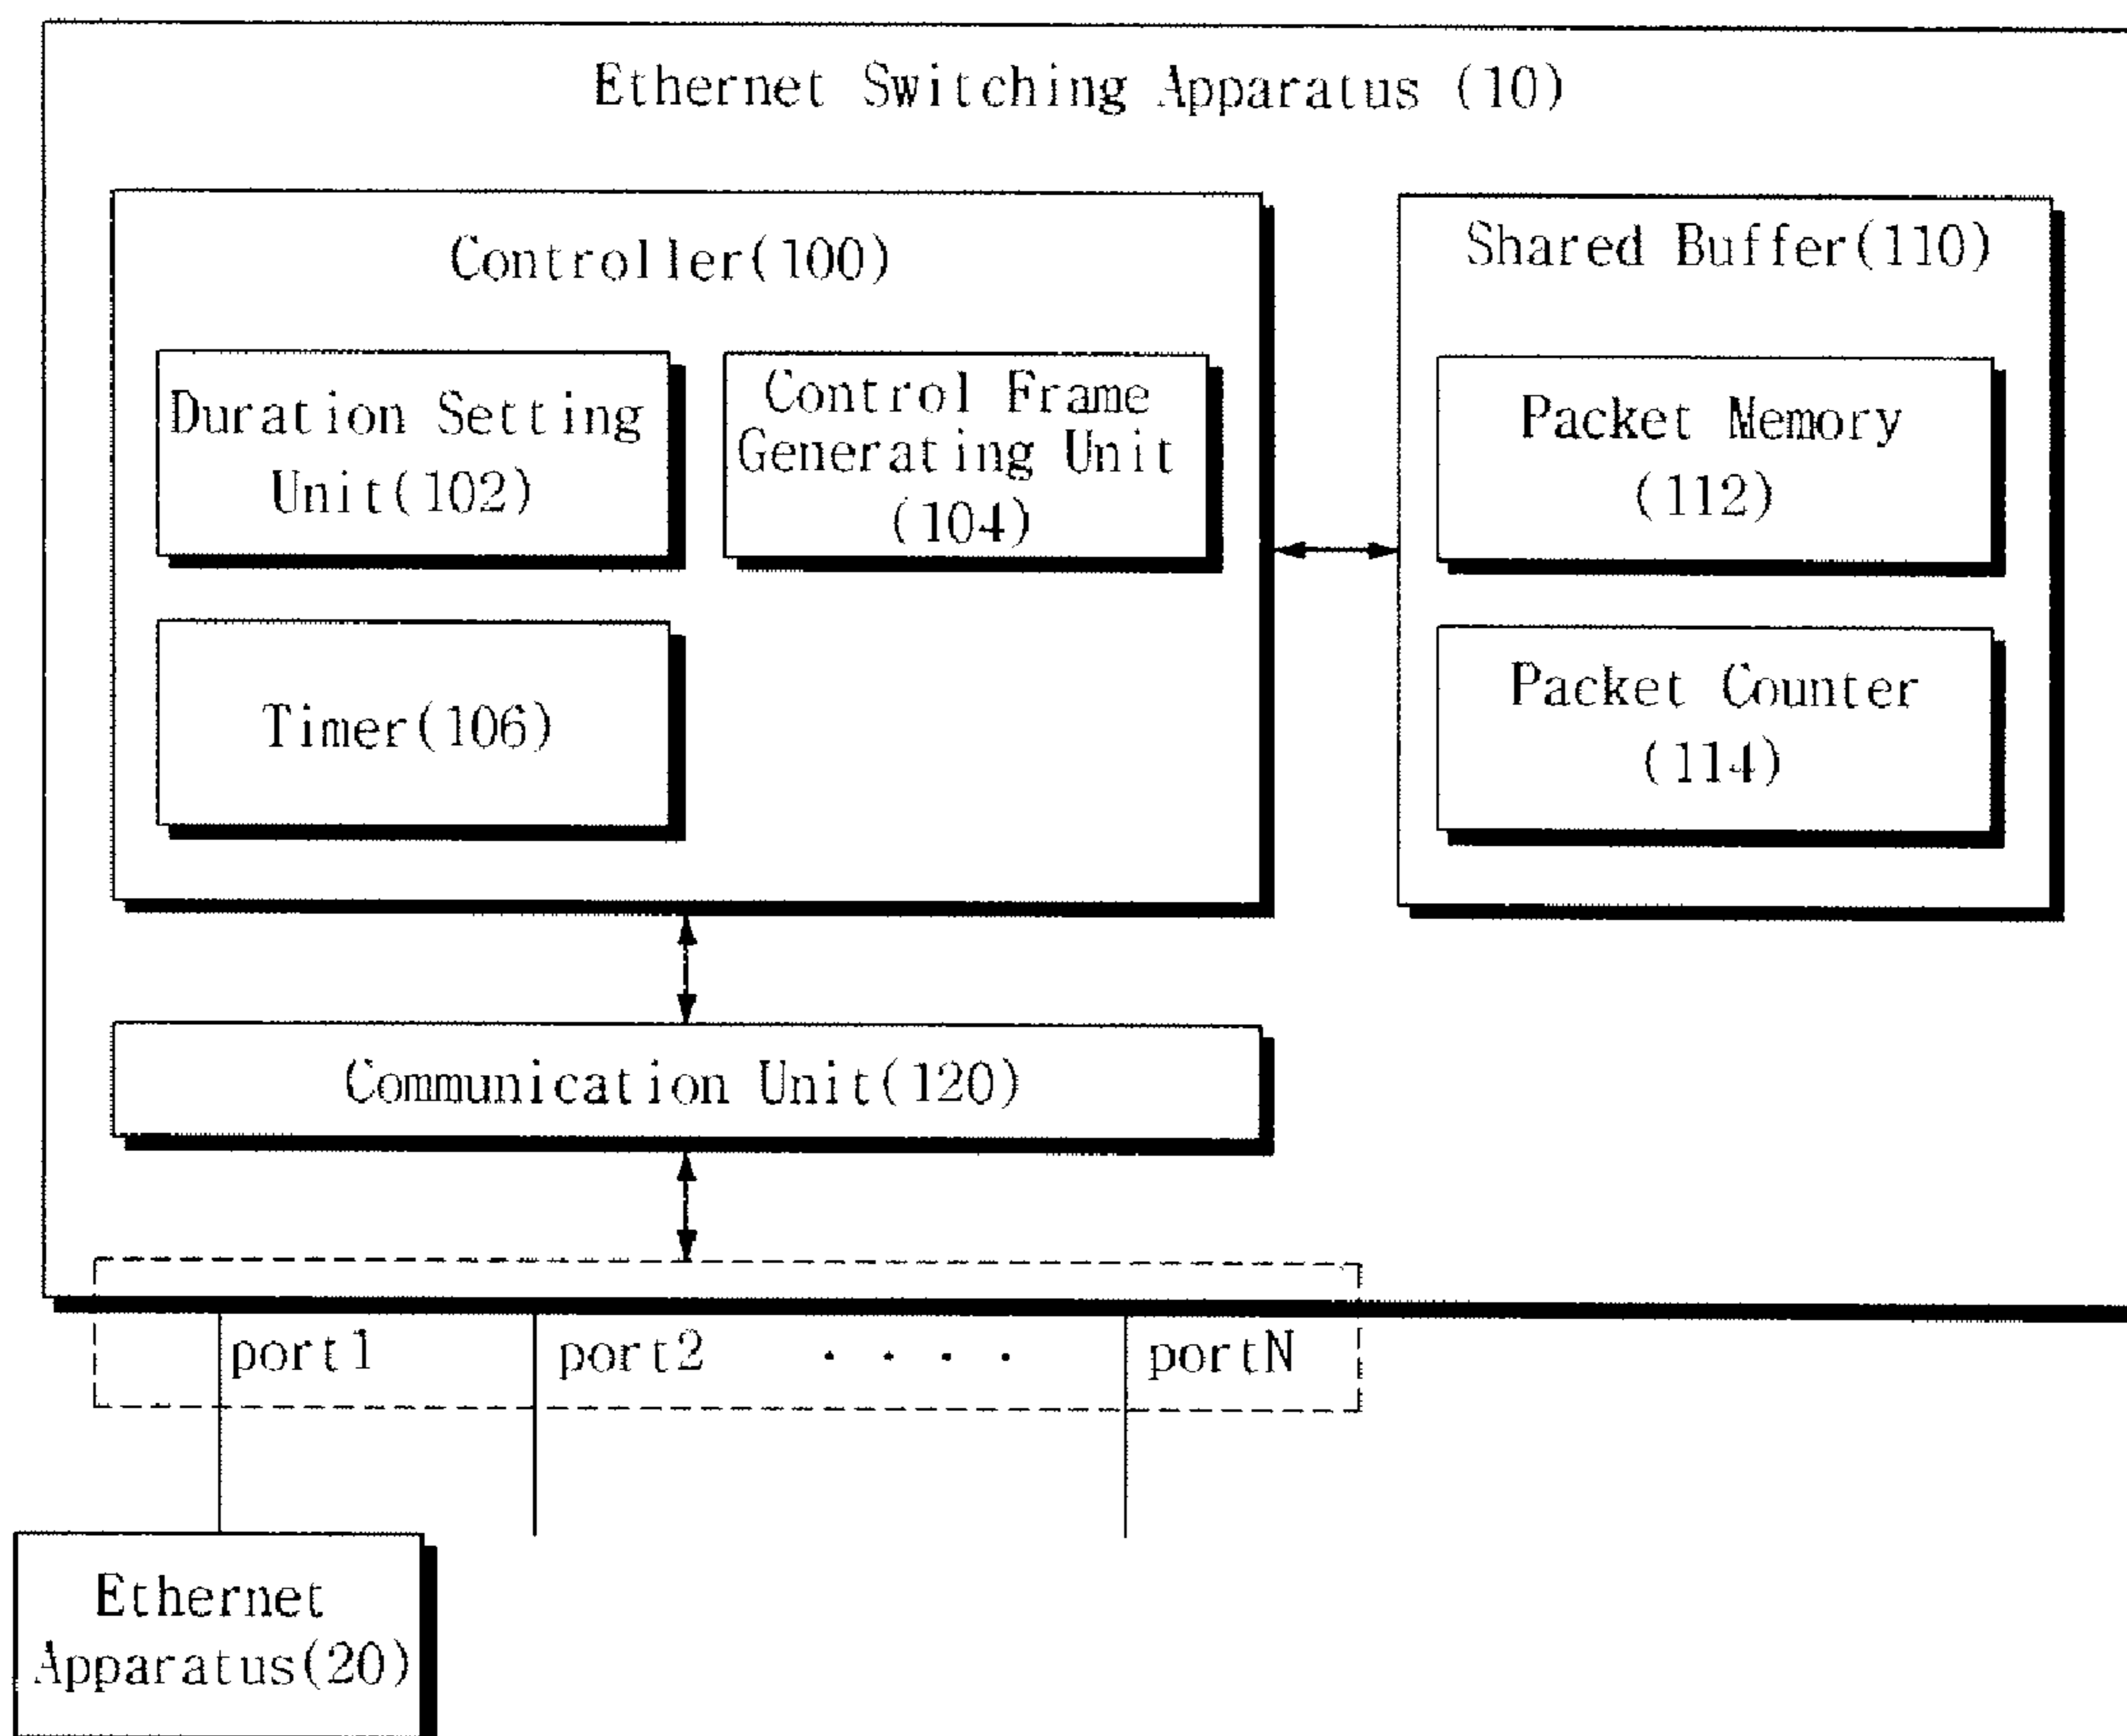 Ethernet Switching Apparatus (10)
Controller(100)
Shared Buffer(110)
Duration Setting
Unit(102)
Control Frame
Generating Unit
(104)
Packet Memory
(112)
Timer(106)
Packet Counter
(114)
Communication Unit(120)
port1
port2
· · · ·
portN
Ethernet
Apparatus(20)